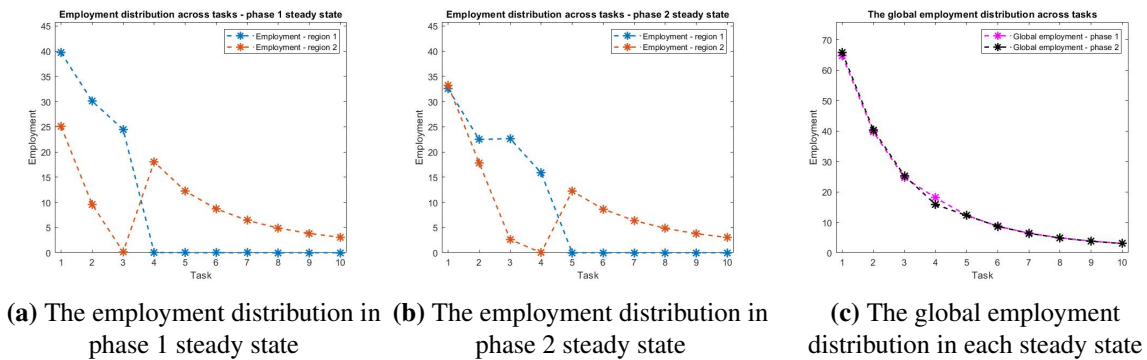 Employment distribution across tasks - phase 1 steady state
45
40
35
30
25
20
15
10
5
0
Employment
1 2 3 4 5 6 7 8 9 10
Task
Employment - region 1
Employment - region 2
Employment distribution across tasks - phase 2 steady state
45
40
35
30
25
20
15
10
5
0
Employment
1 2 3 4 5 6 7 8 9 10
Task
Employment - region 1
Employment - region 2
The global employment distribution across tasks
70
60
50
40
30
20
10
0
Employment
1 2 3 4 5 6 7 8 9 10
Task
Global employment - phase 1
Global employment - phase 2
(a) The employment distribution in
phase 1 steady state
(b) The employment distribution in
phase 2 steady state
(c) The global employment
distribution in each steady state